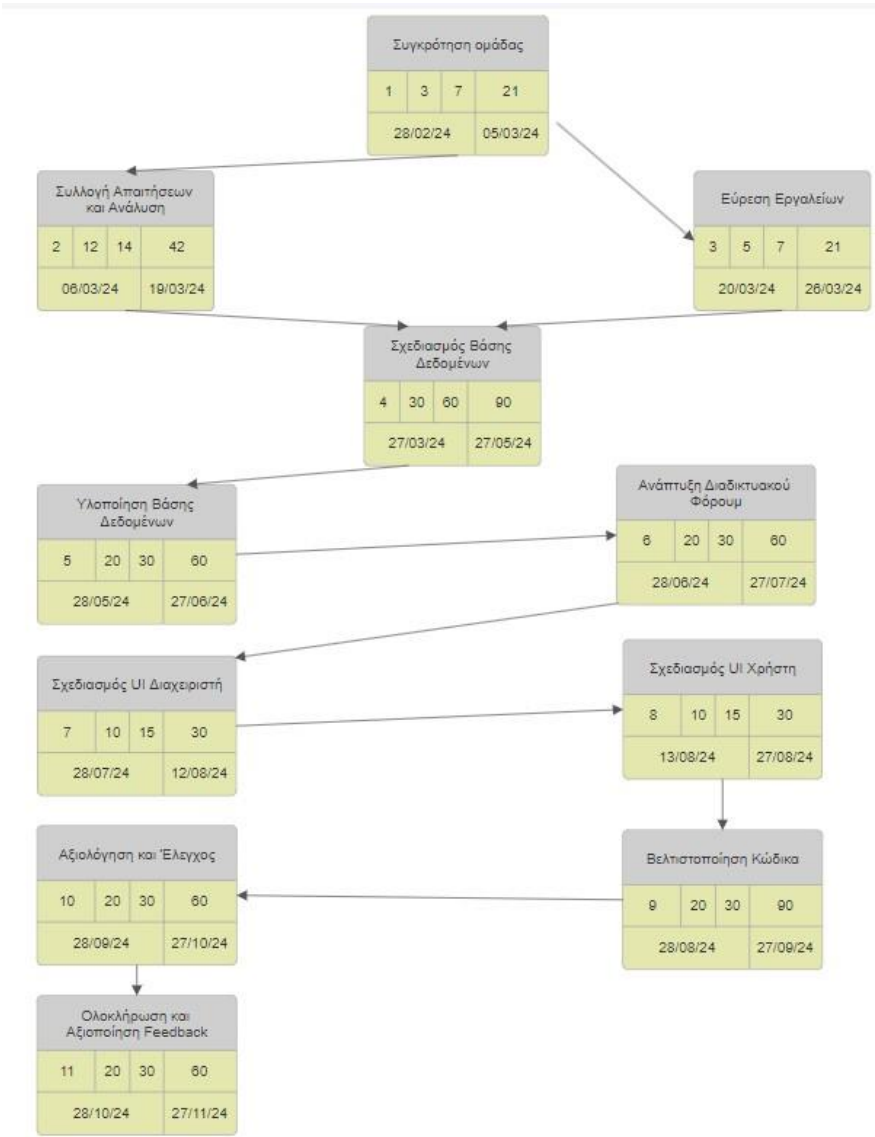 Συγκρότηση ομάδας
1 3 7 21
28/02/24 05/03/24
Συλλογή Απαιτήσεων
και Ανάλυση
2 12 14 42
06/03/24 19/03/24
Εύρεση Εργαλείων
3 5 7 21
20/03/24 26/03/24
Σχεδιασμός Βάσης
Δεδομένων
4 30 60 90
27/03/24 27/05/24
Υλοποίηση Βάσης
Δεδομένων
5 20 30 60
28/05/24 27/06/24
Ανάπτυξη Διαδικτυακού
Φόρουμ
6 20 30 60
28/06/24 27/07/24
Σχεδιασμός UI Διαχειριστή
7 10 15 30
28/07/24 12/08/24
Σχεδιασμός UI Χρήστη
8 10 15 30
13/08/24 27/08/24
Βελτιστοποίηση Κώδικα
9 20 30 90
28/08/24 27/09/24
Αξιολόγηση και Έλεγχος
10 20 30 60
28/09/24 27/10/24
Ολοκλήρωση και
Αξιοποίηση Feedback
11 20 30 60
28/10/24 27/11/24